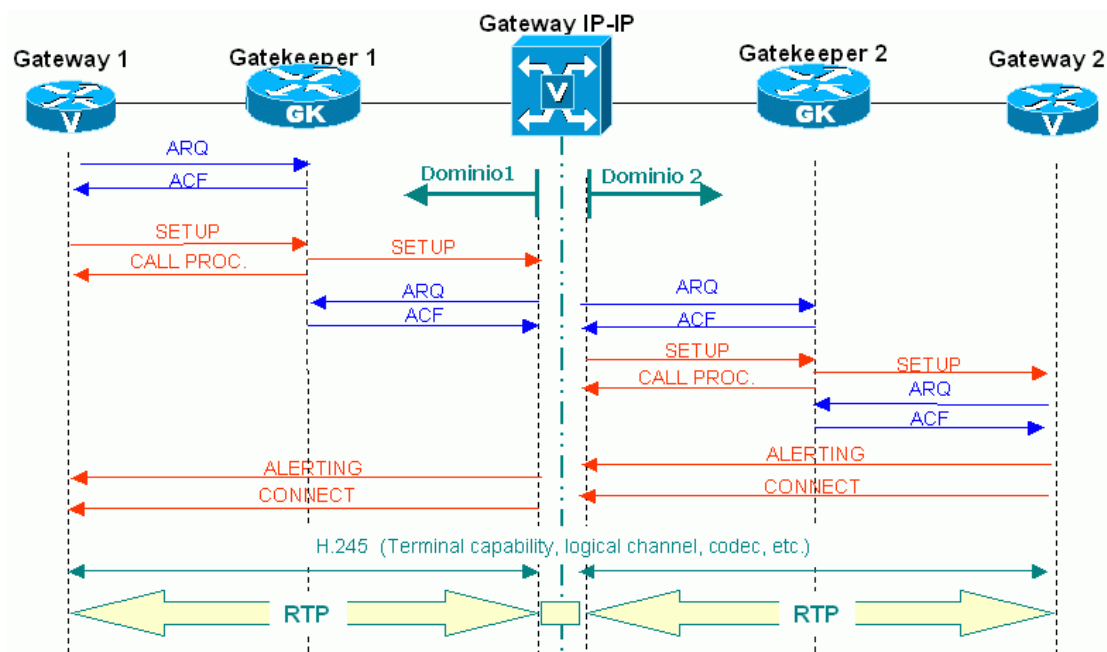 Gateway IP-IP
Gateway 1
Gatekeeper 1
Gatekeeper 2
Gateway 2
V
GK
V
GK
V
ARQ
ACF
Dominio1
Dominio 2
SETUP
SETUP
CALL PROC.
ARQ
ARQ
ACF
ACF
SETUP
SETUP
CALL PROC.
ARQ
ACF
ALERTING
ALERTING
CONNECT
CONNECT
H.245 (Terminal capability, logical channel, codec, etc.)
RTP
RTP